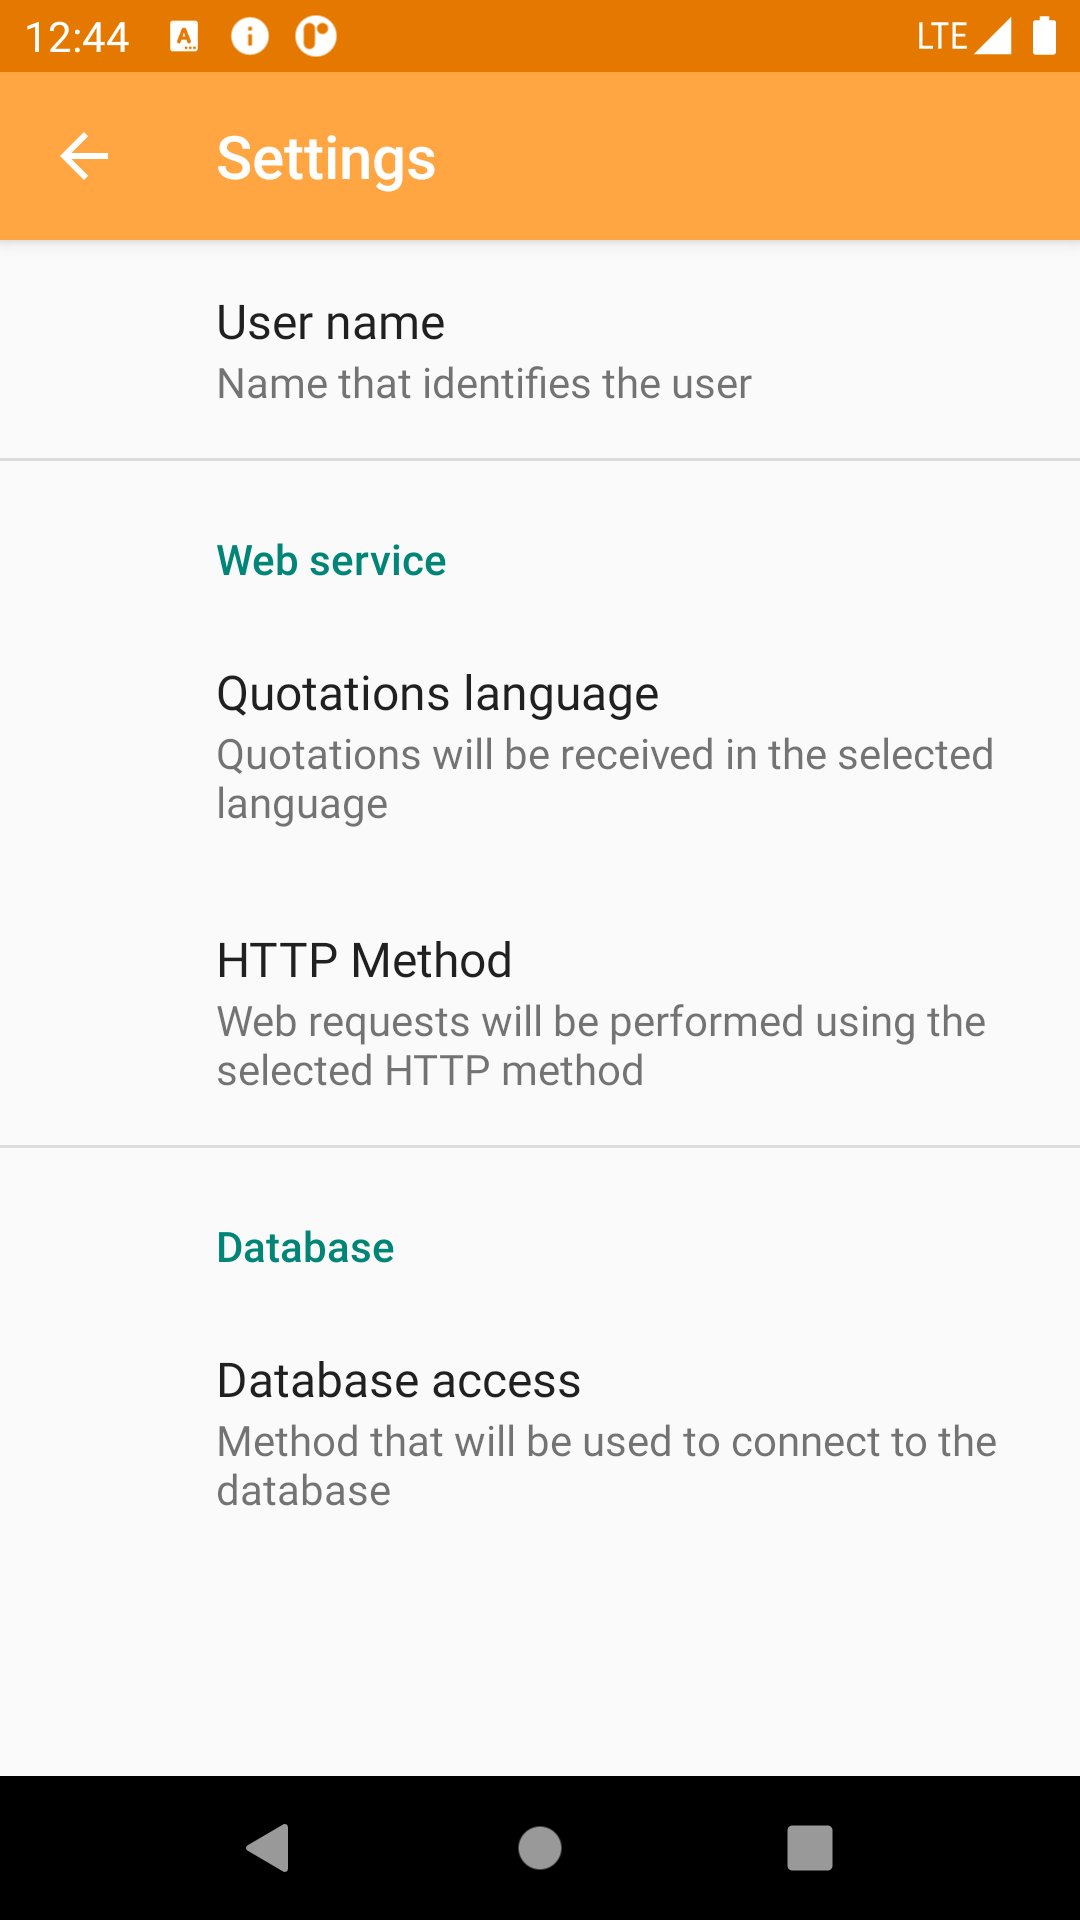 12:44
LTE
Settings
User name
Name that identifies the user
Web service
Quotations language
Quotations will be received in the selected
language
HTTP Method
Web requests will be performed using the
selected HTTP method
Database
Database access
Method that will be used to connect to the
database